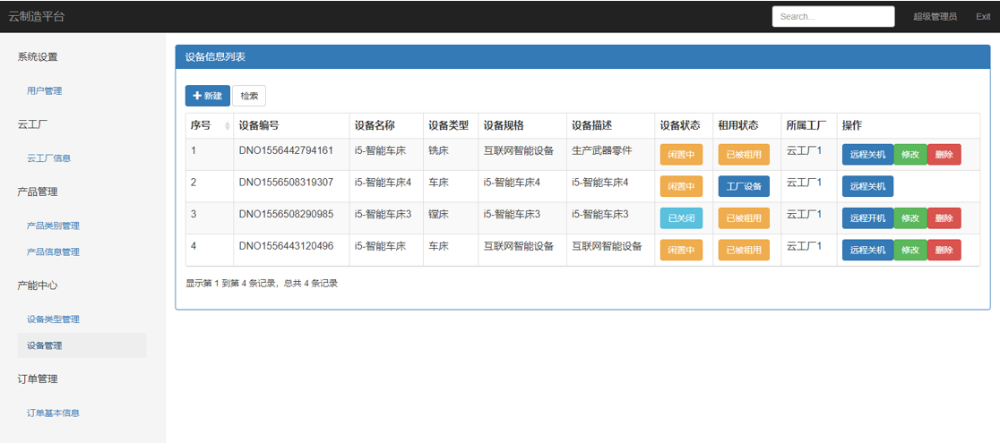 云制造平台 Search... 超级管理员 Exit
系统设置
用户管理
云工厂
云工厂信息
产品管理
产品类别管理
产品信息管理
产能中心
设备类型管理
设备管理
订单管理
订单基本信息
设备信息列表
新建 检索
序号 设备编号 设备名称 设备类型 设备规格 设备描述 设备状态 租用状态 所属工厂 操作
1 DNO1556442794161 i5-智能车床 铣床 互联网智能设备 生产武器零件 闲置中 已被租用 云工厂1 远程关机 修改 删除
2 DNO1556508319307 i5-智能车床4 车床 i5-智能车床4 i5-智能车床4 闲置中 工厂设备 云工厂1 远程关机
3 DNO1556508290985 i5-智能车床3 镗床 i5-智能车床3 i5-智能车床3 已关闭 已被租用 云工厂1 远程开机 修改 删除
4 DNO1556443120496 i5-智能车床 车床 互联网智能设备 互联网智能设备 闲置中 已被租用 云工厂1 远程关机 修改 删除
显示第 1 到第 4 条记录，总共 4 条记录